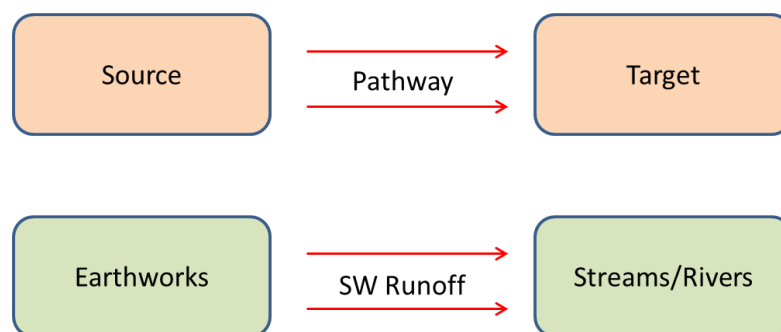 Source
Pathway
Target
Earthworks
SW Runoff
Streams/Rivers